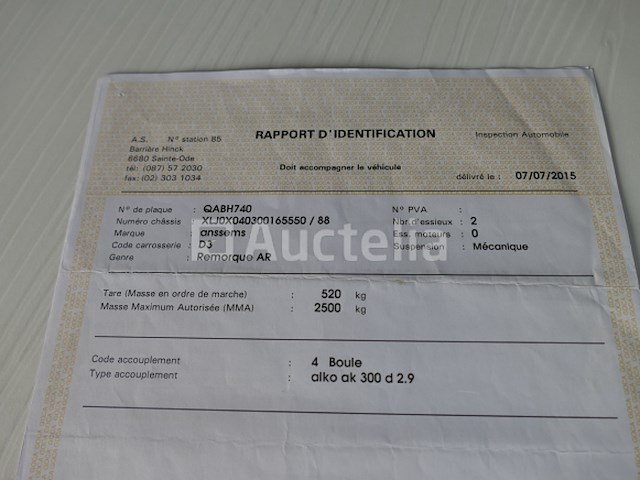 RAPPORT D'IDENTIFICATION
A.S. N° station 85
Barrière Hinck
6680 Sainte-Ode
tél: (087) 57 2030
fax: (02) 303 1034
Inspection Automobile
Doit accompagner le véhicule
délivré le : 07/07/2015
N° de plaque : QABH740
Numéro châssis : XLJ0X040300165550 / 88
Marque : anssems
Code carrosserie : D3
Genre : Remorque AR
N° PVA :
Nbr d'essieux : 2
Ess. moteurs : 0
Suspension : Mécanique
Auctelia
Tare (Masse en ordre de marche) : 520 kg
Masse Maximum Autorisée (MMA) : 2500 kg
Code accouplement : 4 Boule
Type accouplement : alko ak 300 d 2.9